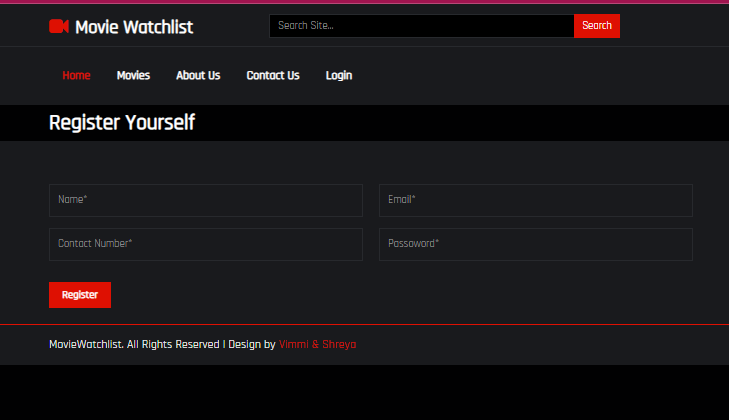 Movie Watchlist
Search Site...
Search
Home Movies About Us Contact Us Login
Register Yourself
Name* Email*
Contact Number* Passoword*
Register
MovieWatchlist. All Rights Reserved | Design by Vimmi & Shreya